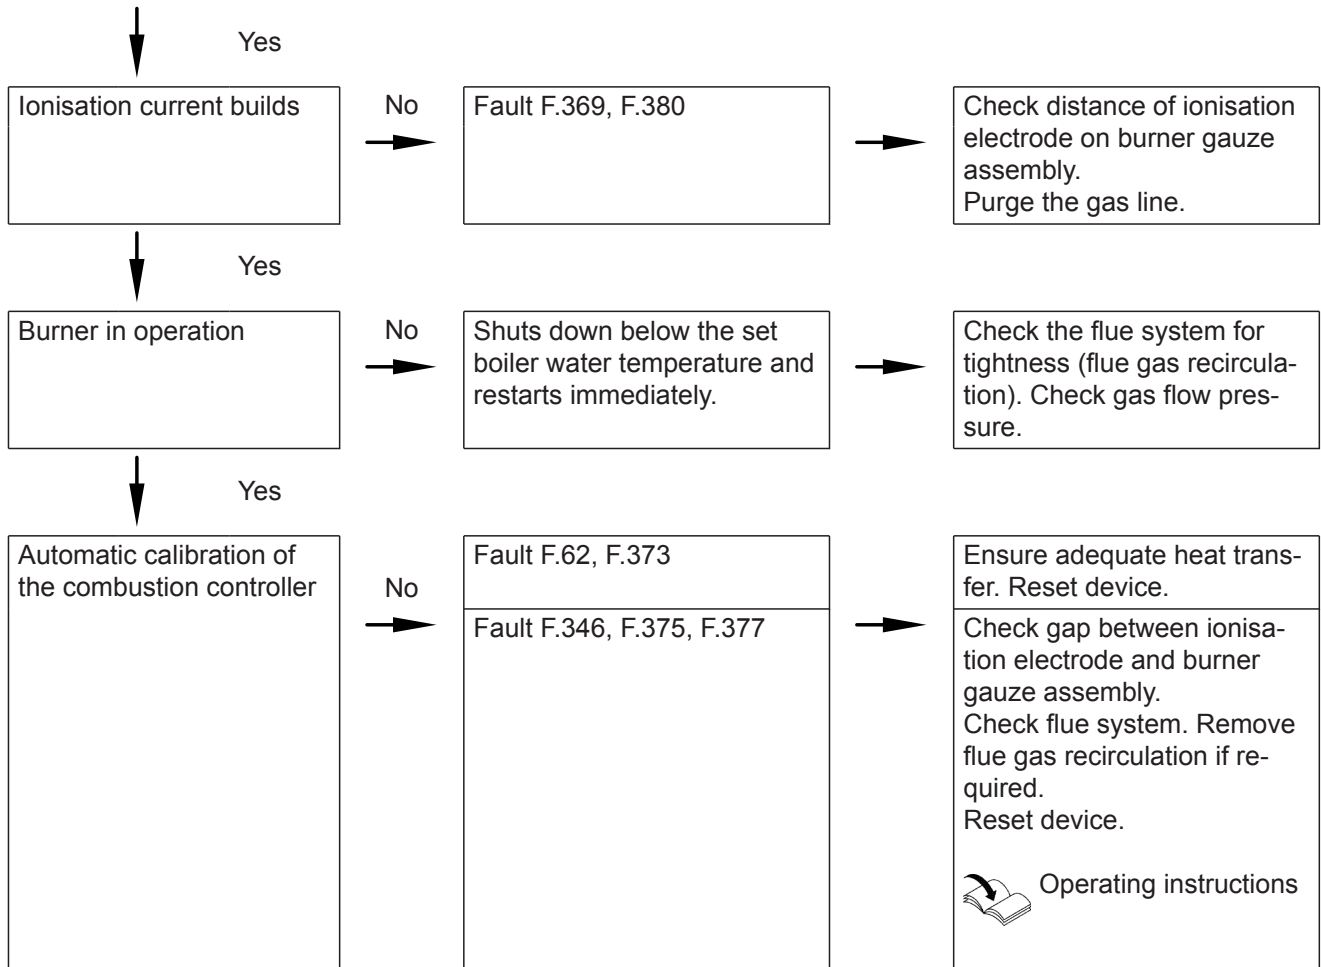 Yes
Ionisation current builds
No
Fault F.369, F.380
Check distance of ionisation
electrode on burner gauze
assembly.
Purge the gas line.
Yes
Burner in operation
No
Shuts down below the set
boiler water temperature and
restarts immediately.
Check the flue system for
tightness (flue gas recircula-
tion). Check gas flow pres-
sure.
Yes
Automatic calibration of
the combustion controller
No
Fault F.62, F.373
Ensure adequate heat trans-
fer. Reset device.
Fault F.346, F.375, F.377
Check gap between ionisa-
tion electrode and burner
gauze assembly.
Check flue system. Remove
flue gas recirculation if re-
quired.
Reset device.
Operating instructions